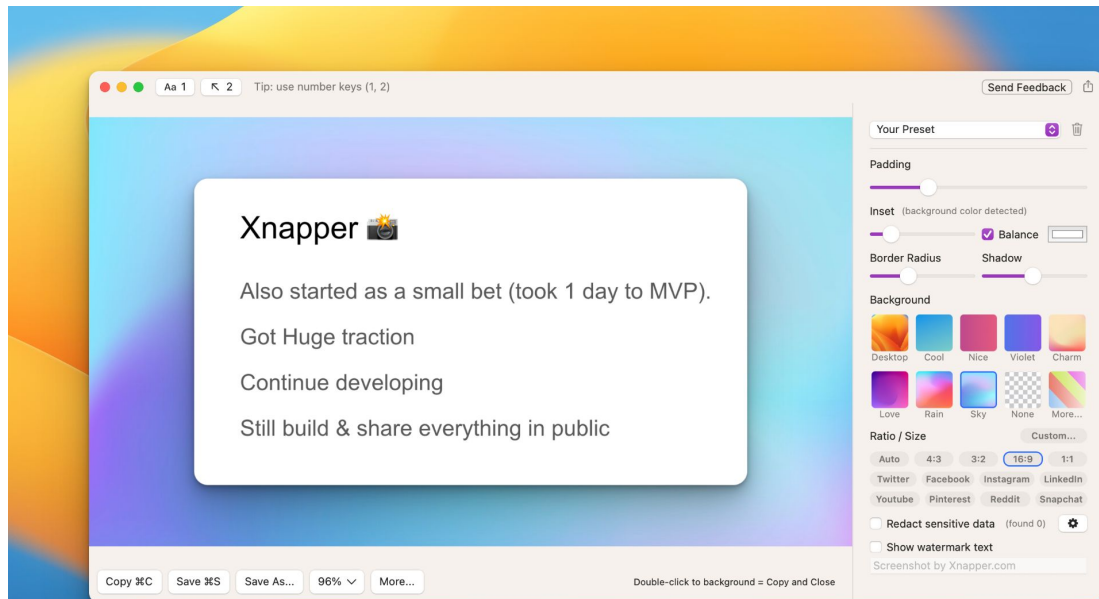 Aa 1
2
Tip: use number keys (1, 2)
Send Feedback
Xnapper
Also started as a small bet (took 1 day to MVP).
Got Huge traction
Continue developing
Still build & share everything in public
Copy ⌘C
Save ⌘S
Save As...
96%
More...
Double-click to background = Copy and Close
Your Preset
Padding
Inset (background color detected)
Balance
Border Radius Shadow
Background
Desktop Cool Nice Violet Charm
Love Rain Sky None More...
Ratio / Size Custom...
Auto 4:3 3:2 16:9 1:1
Twitter Facebook Instagram LinkedIn
Youtube Pinterest Reddit Snapchat
Redact sensitive data (found 0)
Show watermark text
Screenshot by Xnapper.com